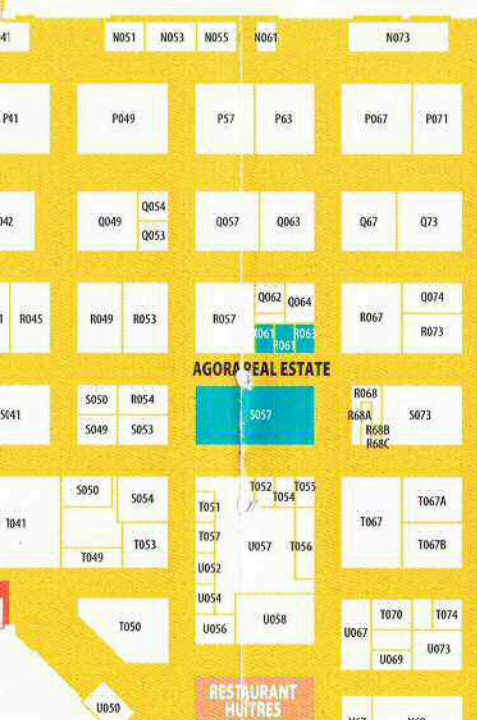 41 N051 N053 N055 N061 N073
P41 P049 P57 P63 P067 P071
042 Q049 Q054 Q057 Q063 Q67 Q73
Q053
R045 R049 R053 R057 Q062 Q064 R067 Q074
R073
R061 R063
AGORA REAL ESTATE
S041 S050 R054 S057 R068 S073
S049 S053 R68A R68B
R68C
T041 S050 S054 T051 T052 T054 T055 T067 T067A
T049 T053 T057 U057 T056 T067B
U052
U054
T050 U056 U058 U067 T070 T074
U069 U073
U050
RESTAURANT
HUÎTRES